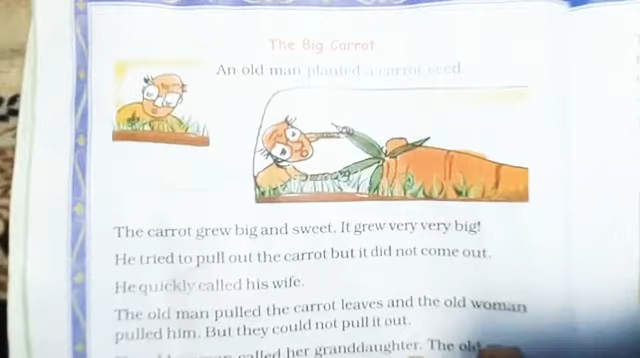 The Big Carrot
An old man planted a carrot seed.
The carrot grew big and sweet. It grew very very big!
He tried to pull out the carrot but it did not come out.
He quickly called his wife.
The old man pulled the carrot leaves and the old woman
pulled him. But they could not pull it out.
called her granddaughter. The old